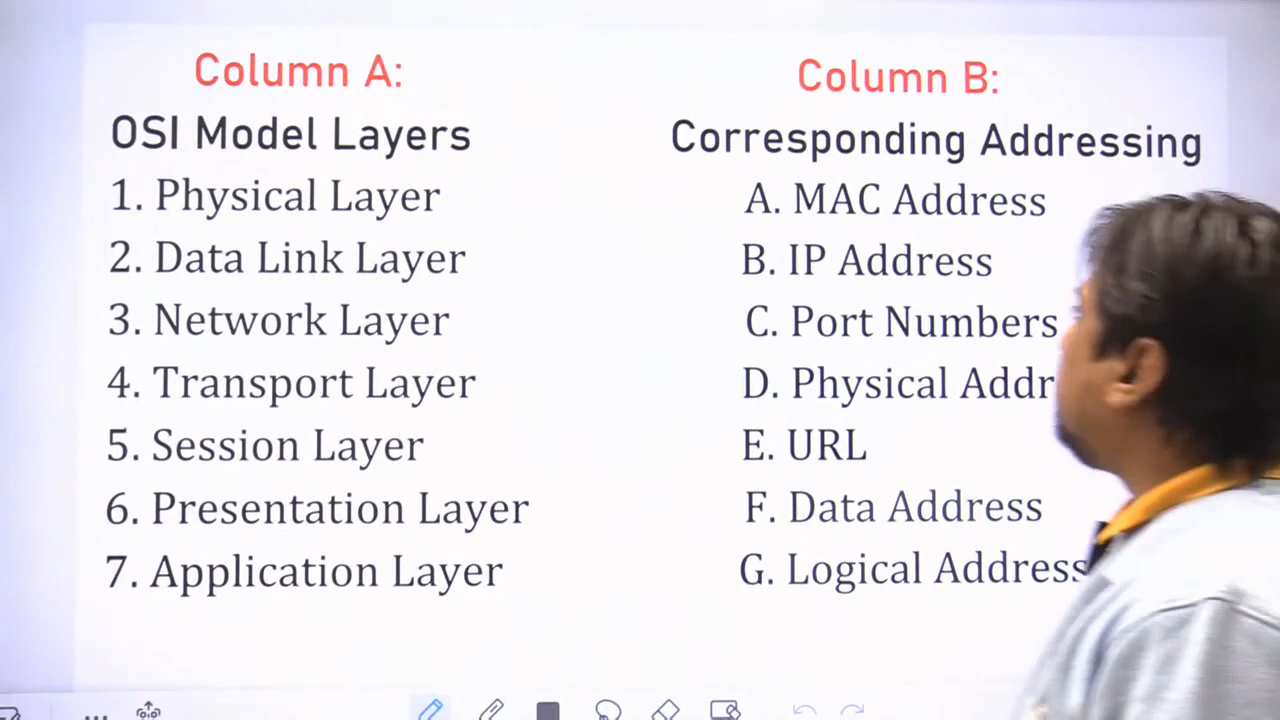 Column A:
OSI Model Layers
1. Physical Layer
2. Data Link Layer
3. Network Layer
4. Transport Layer
5. Session Layer
6. Presentation Layer
7. Application Layer
Column B:
Corresponding Addressing
A. MAC Address
B. IP Address
C. Port Numbers
D. Physical Addr
E. URL
F. Data Address
G. Logical Address